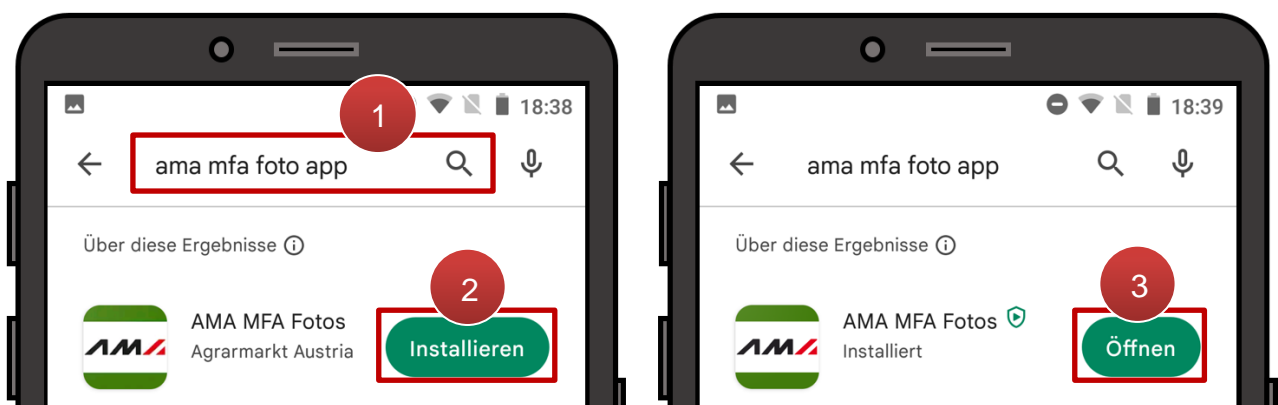 1
18:38
ama mfa foto app
Über diese Ergebnisse
2
AMA
AMA MFA Fotos
Agrarmarkt Austria
Installieren
18:39
ama mfa foto app
Über diese Ergebnisse
3
AMA
AMA MFA Fotos
Installiert
Öffnen